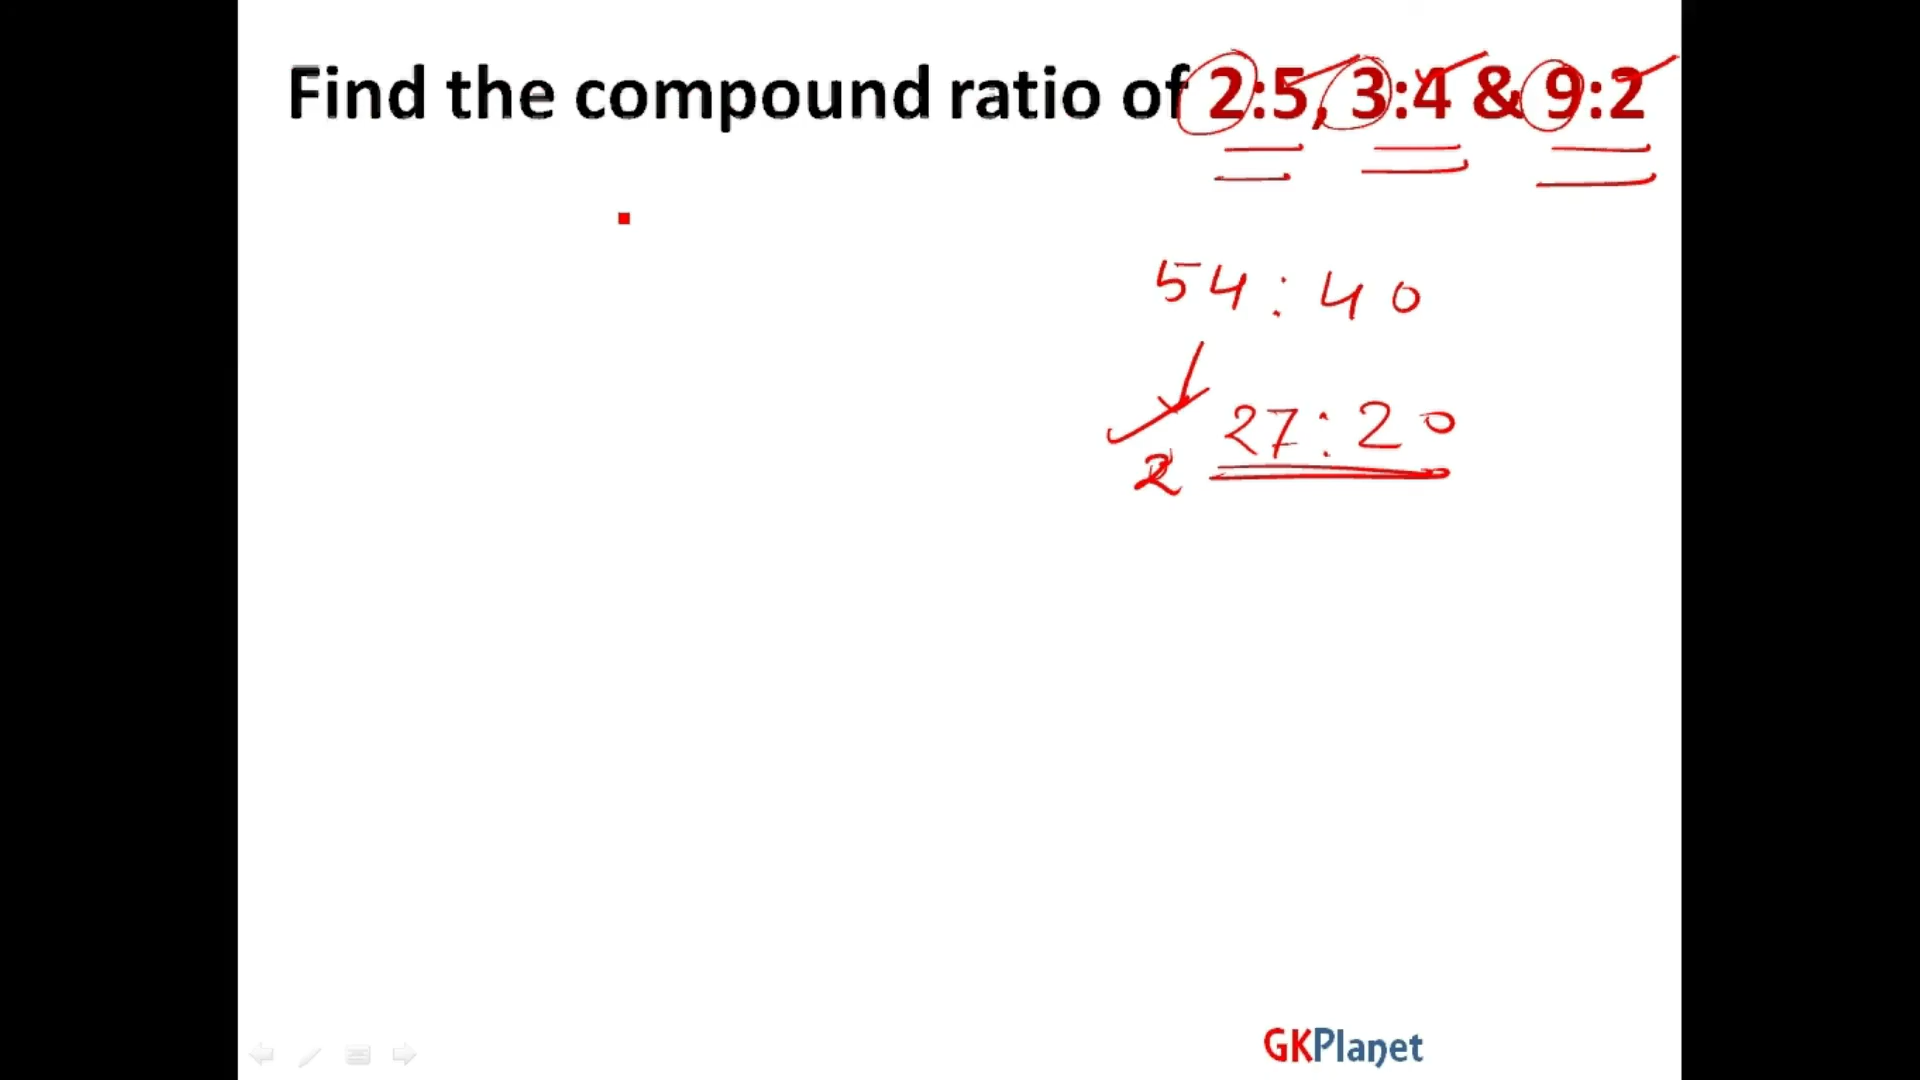 Find the compound ratio of 2:5, 3:4 & 9:2
54 : 40
27 : 20
2
GKPlanet